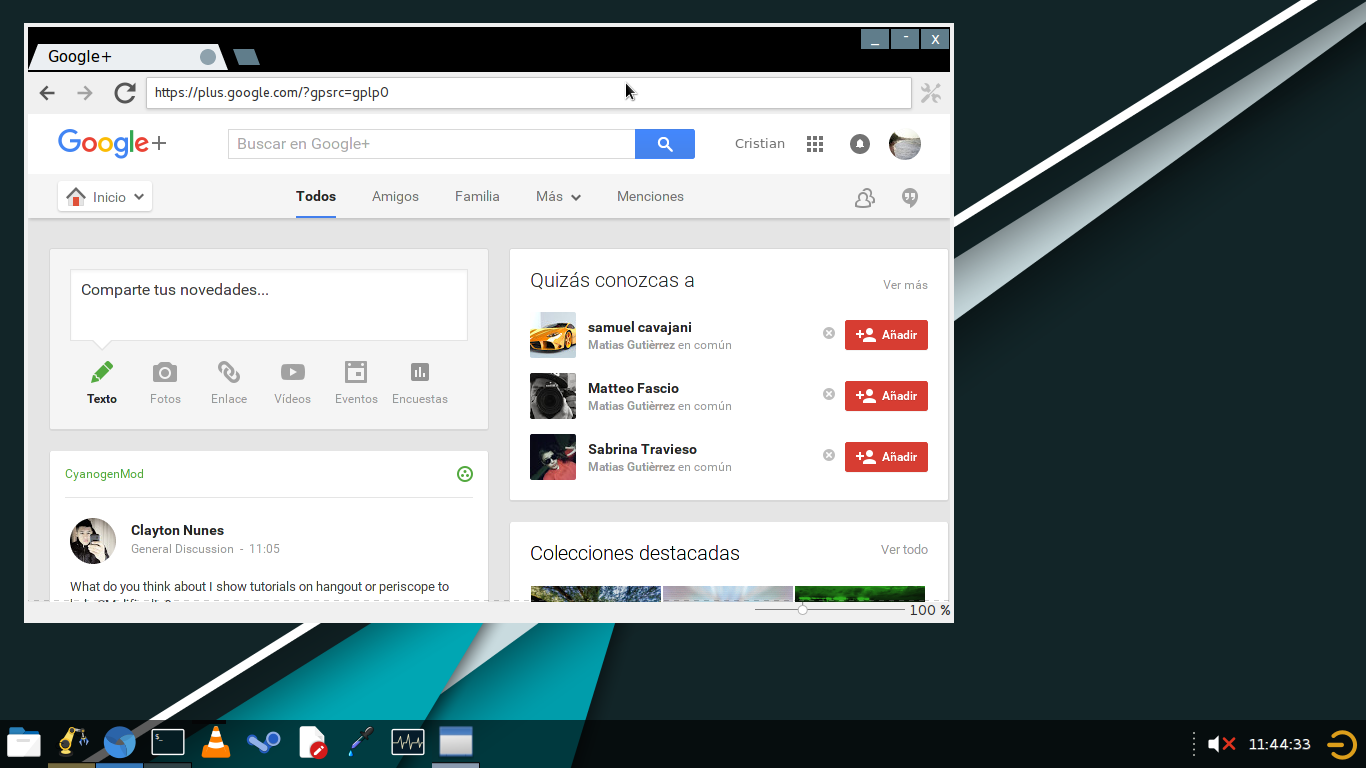 _ - X
Google+
https://plus.google.com/?gpsrc=gplp0
Google+ Buscar en Google+ Cristian
Inicio Todos Amigos Familia Más Menciones
Comparte tus novedades...
Texto Fotos Enlace Vídeos Eventos Encuestas
CyanogenMod
Clayton Nunes
General Discussion - 11:05
What do you think about I show tutorials on hangout or periscope to
Quizás conozcas a Ver más
samuel cavajani
Matias Gutièrrez en común Añadir
Matteo Fascio
Matias Gutièrrez en común Añadir
Sabrina Travieso
Matias Gutièrrez en común Añadir
Colecciones destacadas Ver todo
100 %
$_
11:44:33